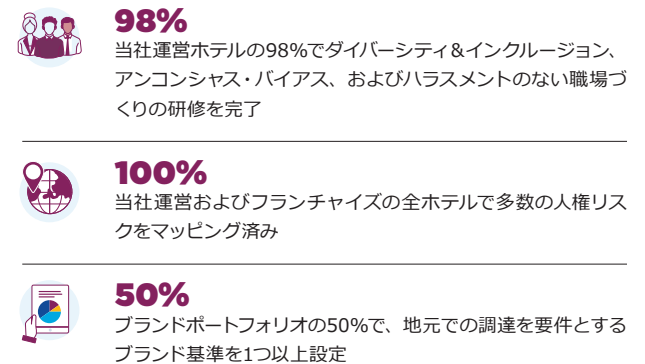 98%
当社運営ホテルの98%でダイバーシティ&インクルージョン、
アンコンシャス・バイアス、およびハラスメントのない職場づ
くりの研修を完了
100%
当社運営およびフランチャイズの全ホテルで多数の人権リス
クをマッピング済み
50%
ブランドポートフォリオの50%で、地元での調達を要件とする
ブランド基準を1つ以上設定